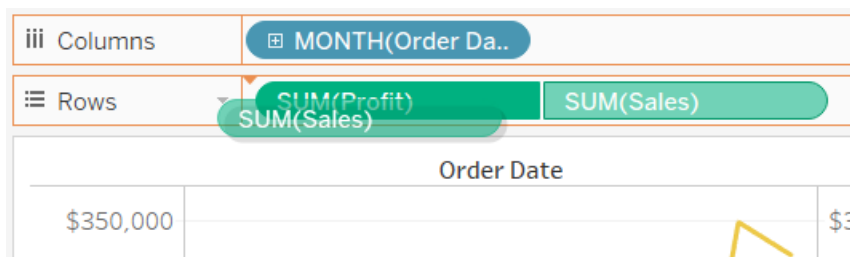 Columns
MONTH(Order Da..
Rows
SUM(Profit)
SUM(Sales)
SUM(Sales)
Order Date
$350,000